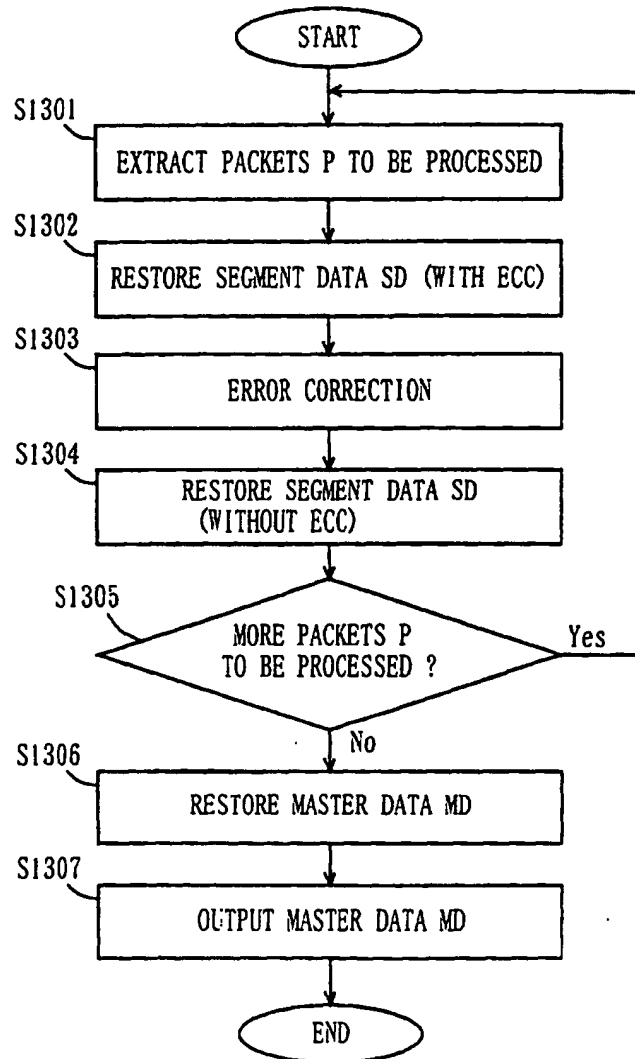 START
S1301
EXTRACT PACKETS P TO BE PROCESSED
S1302
RESTORE SEGMENT DATA SD (WITH ECC)
S1303
ERROR CORRECTION
S1304
RESTORE SEGMENT DATA SD
(WITHOUT ECC)
S1305
MORE PACKETS P
TO BE PROCESSED ?
Yes
No
S1306
RESTORE MASTER DATA MD
S1307
OUTPUT MASTER DATA MD
END